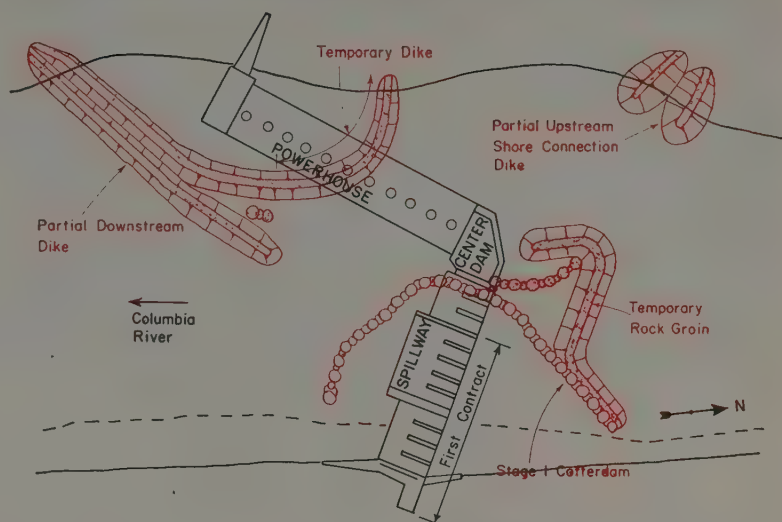 Temporary Dike
Partial Upstream
Shore Connection
Dike
POWERHOUSE
Partial Downstream
Dike
CENTER
DAM
Columbia
River
SPILLWAY
Temporary
Rock Groin
First Contract
N
Stage I Cofferdam